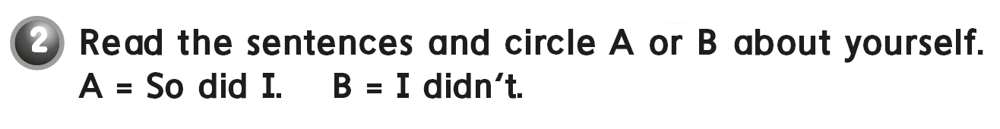 2 Read the sentences and circle A or B about yourself.
A = So did I. B = I didn't.